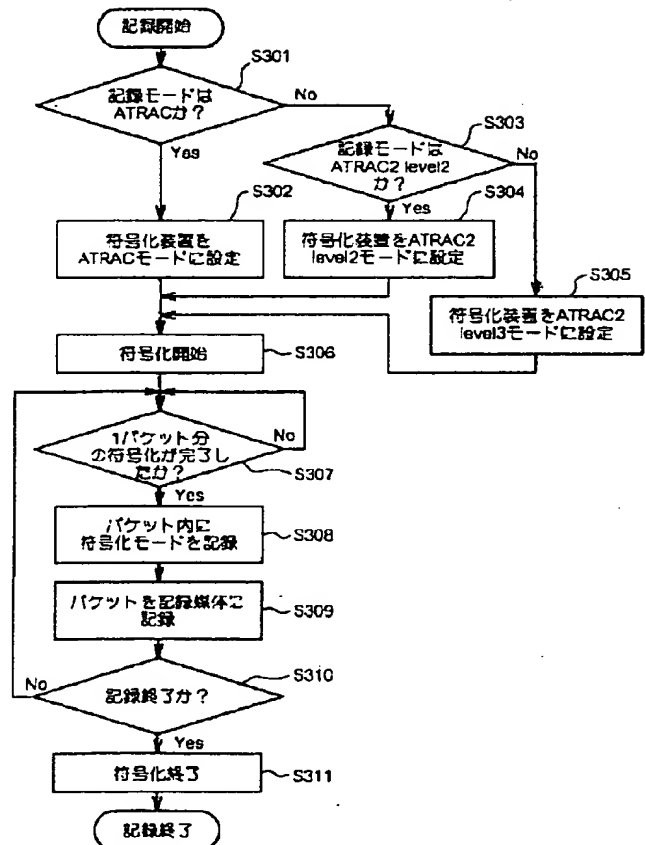 記録開始
S301
記録モードは
ATRACか？
No
Yes
S303
記録モードは
ATRAC2 level2
か？
No
Yes
S302
符号化装置を
ATRACモードに設定
S304
符号化装置をATRAC2
level2モードに設定
S305
符号化装置をATRAC2
level3モードに設定
符号化開始
S306
1パケット分
の符号化が完了し
たか？
No
S307
Yes
パケット内に
符号化モードを記録
S308
パケットを記録媒体に
記録
S309
No
S310
記録終了か？
Yes
符号化終了
S311
記録終了